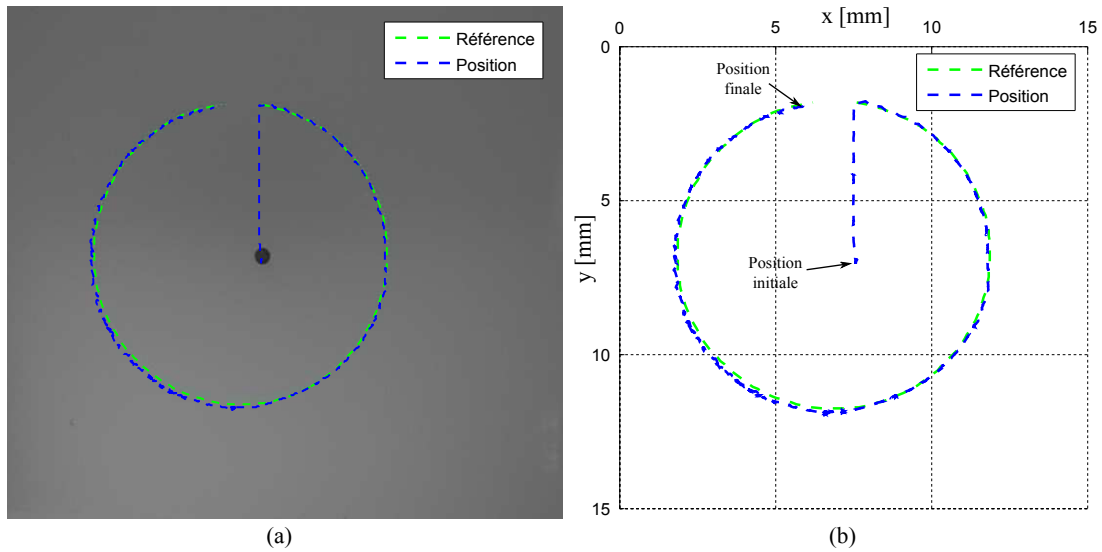 Référence
Position
(a)
x [mm]
0 5 10 15
0
5
10
15
y [mm]
Position
finale
Référence
Position
Position
initiale
(b)